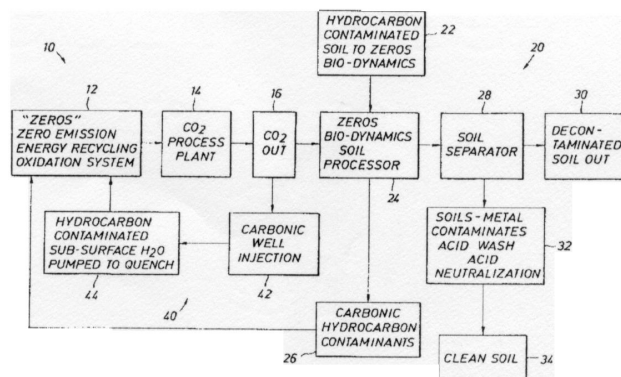 10
12
"ZEROS"
ZERO EMISSION
ENERGY RECYCLING
OXIDATION SYSTEM
14
CO2
PROCESS
PLANT
16
CO2
OUT
HYDROCARBON
CONTAMINATED
SOIL TO ZEROS
BIO-DYNAMICS
22
20
ZEROS
BIO-DYNAMICS
SOIL
PROCESSOR
24
28
SOIL
SEPARATOR
30
DECON-
TAMINATED
SOIL OUT
HYDROCARBON
CONTAMINATED
SUB-SURFACE H2O
PUMPED TO QUENCH
44
CARBONIC
WELL
INJECTION
42
40
SOILS-METAL
CONTAMINATES
ACID WASH
ACID
NEUTRALIZATION
32
CARBONIC
HYDROCARBON
CONTAMINANTS
26
CLEAN SOIL
34